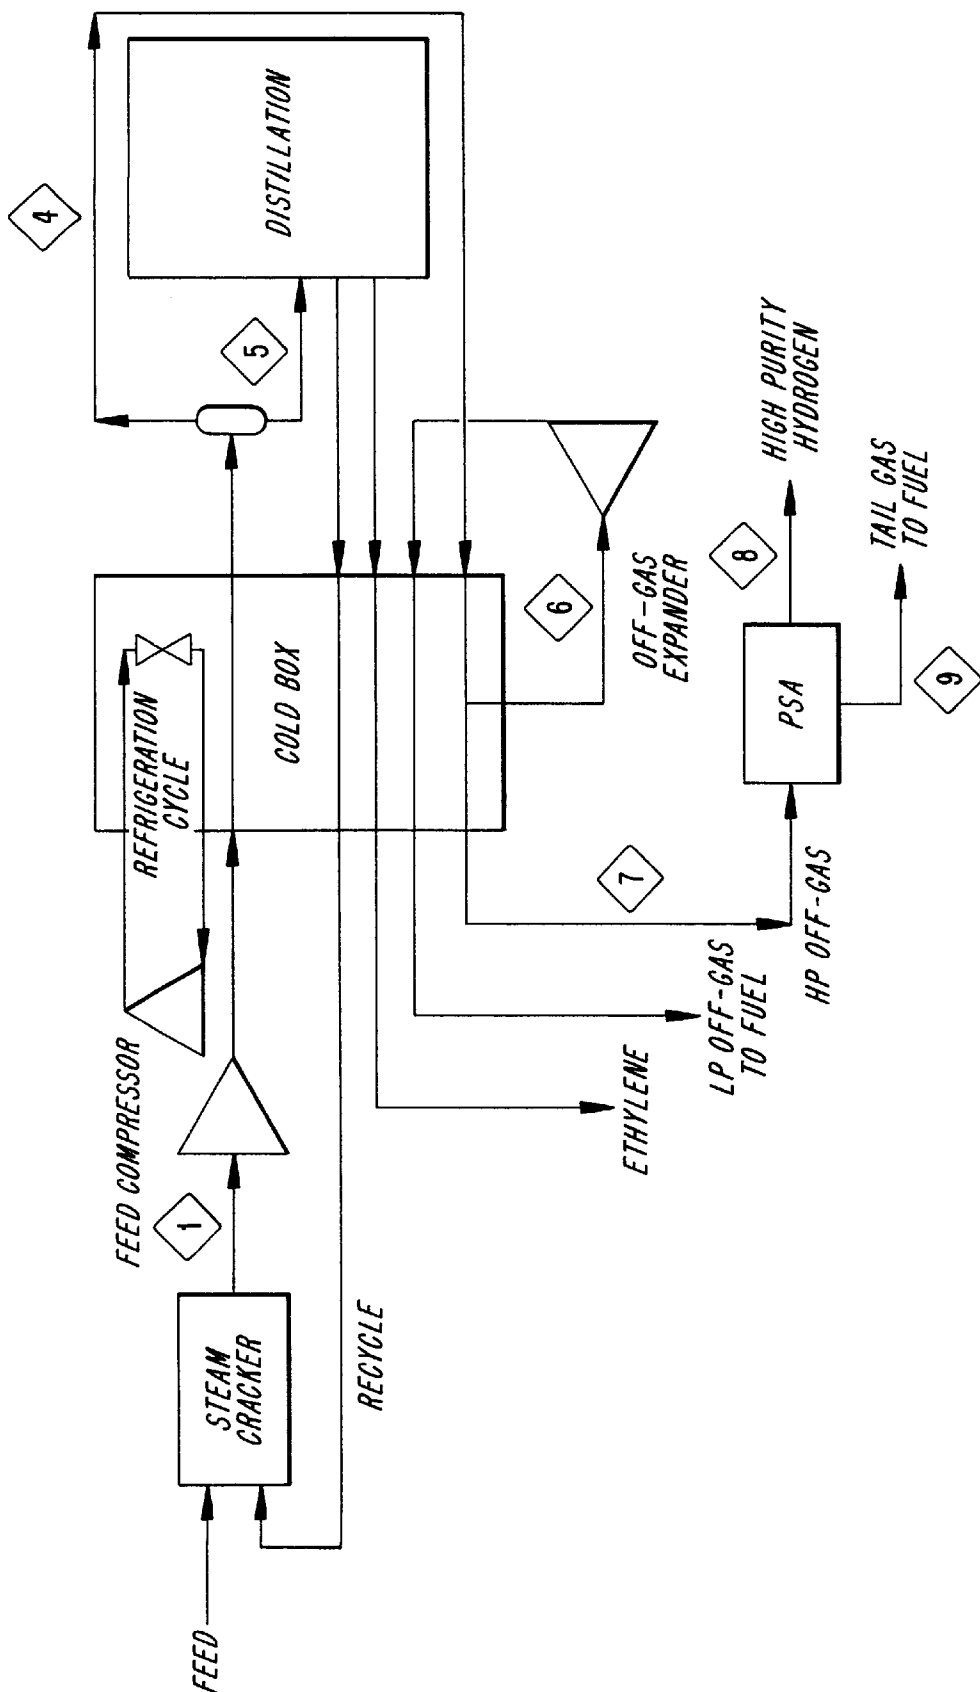 FEED
STEAM
CRACKER
RECYCLE
1
FEED COMPRESSOR
REFRIGERATION
CYCLE
COLD BOX
4
5
DISTILLATION
6
OFF-GAS
EXPANDER
ETHYLENE
LP OFF-GAS
TO FUEL
7
HP OFF-GAS
PSA
8
HIGH PURITY
HYDROGEN
9
TAIL GAS
TO FUEL